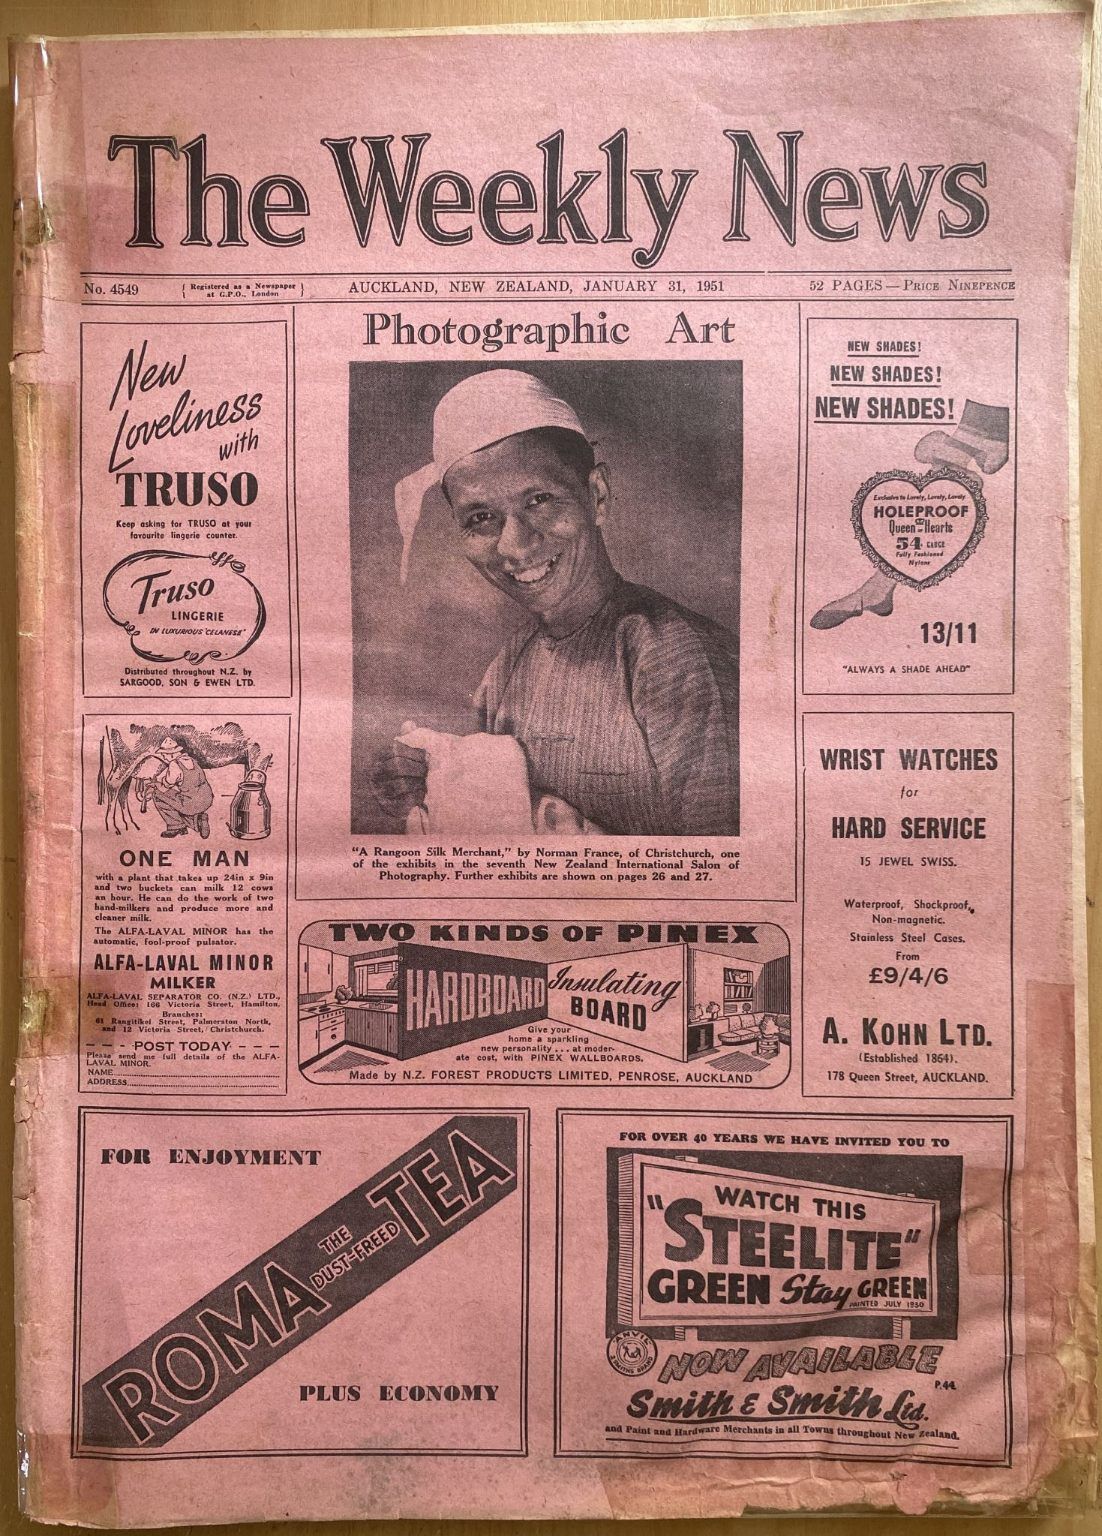 The Weekly News
No. 4549
{ Registered as a Newspaper
at G.P.O., London }
AUCKLAND, NEW ZEALAND, JANUARY 31, 1951
52 PAGES — PRICE NINEPENCE
New
Loveliness
with
TRUSO
Keep asking for TRUSO at your
favourite lingerie counter.
Truso
LINGERIE
IN LUXURIOUS 'CELANESE'
Distributed throughout N.Z. by
SARGOOD, SON & EWEN LTD.
Photographic Art
"A Rangoon Silk Merchant," by Norman France, of Christchurch, one
of the exhibits in the seventh New Zealand International Salon of
Photography. Further exhibits are shown on pages 26 and 27.
NEW SHADES!
NEW SHADES!
NEW SHADES!
Exclusive to Lovely, Lovely, Lovely
HOLEPROOF
Queen of Hearts
54 GAUGE
Fully Fashioned
Nylons
13/11
"ALWAYS A SHADE AHEAD"
ONE MAN
with a plant that takes up 24in x 9in
and two buckets can milk 12 cows
an hour. He can do the work of two
hand-milkers and produce more and
cleaner milk.
The ALFA-LAVAL MINOR has the
automatic, fool-proof pulsator.
ALFA-LAVAL MINOR
MILKER
ALFA-LAVAL SEPARATOR CO. (N.Z.) LTD.,
Head Office: 166 Victoria Street, Hamilton.
Branches:
61 Rangitikei Street, Palmerston North,
and 12 Victoria Street, Christchurch.
- - - POST TODAY - - -
Please send me full details of the ALFA-
LAVAL MINOR.
NAME
ADDRESS
TWO KINDS OF PINEX
HARDBOARD
Insulating
BOARD
Give your
home a sparkling
new personality . . . at moder-
ate cost, with PINEX WALLBOARDS.
Made by N.Z. FOREST PRODUCTS LIMITED, PENROSE, AUCKLAND
WRIST WATCHES
for
HARD SERVICE
15 JEWEL SWISS.
Waterproof, Shockproof,
Non-magnetic.
Stainless Steel Cases.
From
£9/4/6
A. KOHN LTD.
(Established 1864).
178 Queen Street, AUCKLAND.
FOR ENJOYMENT
ROMA THE DUST-FREED TEA
PLUS ECONOMY
FOR OVER 40 YEARS WE HAVE INVITED YOU TO
WATCH THIS
"STEELITE"
GREEN Stay GREEN
PAINTED JULY 1930
ANVIL
NOW AVAILABLE
P.44
Smith & Smith Ltd.
and Paint and Hardware Merchants in all Towns throughout New Zealand.